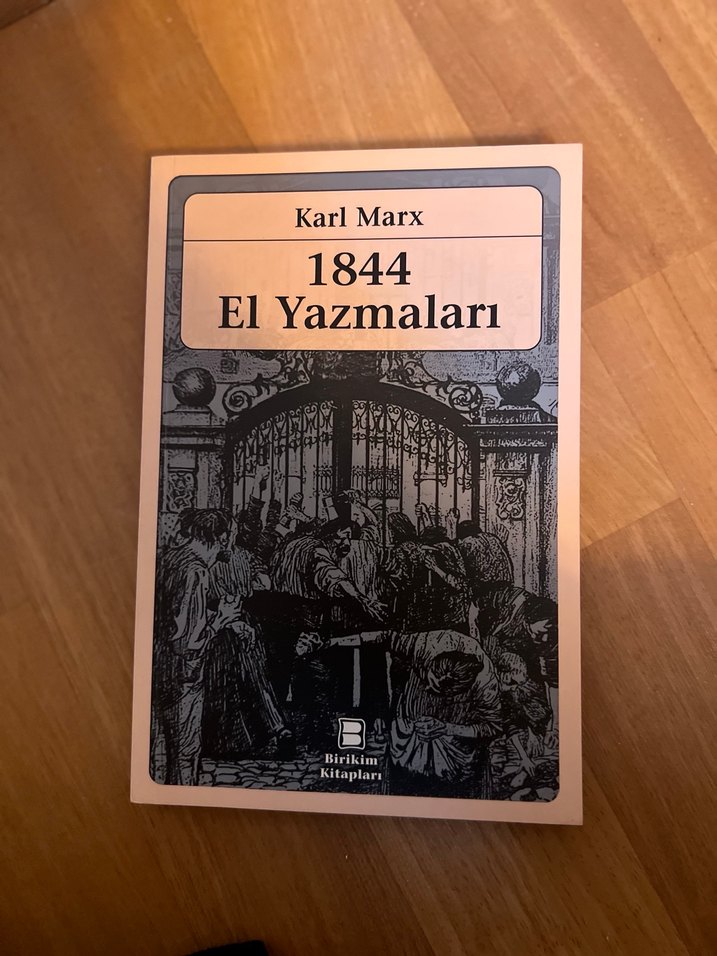 Karl Marx
1844
El Yazmaları
Birikim
Kitapları